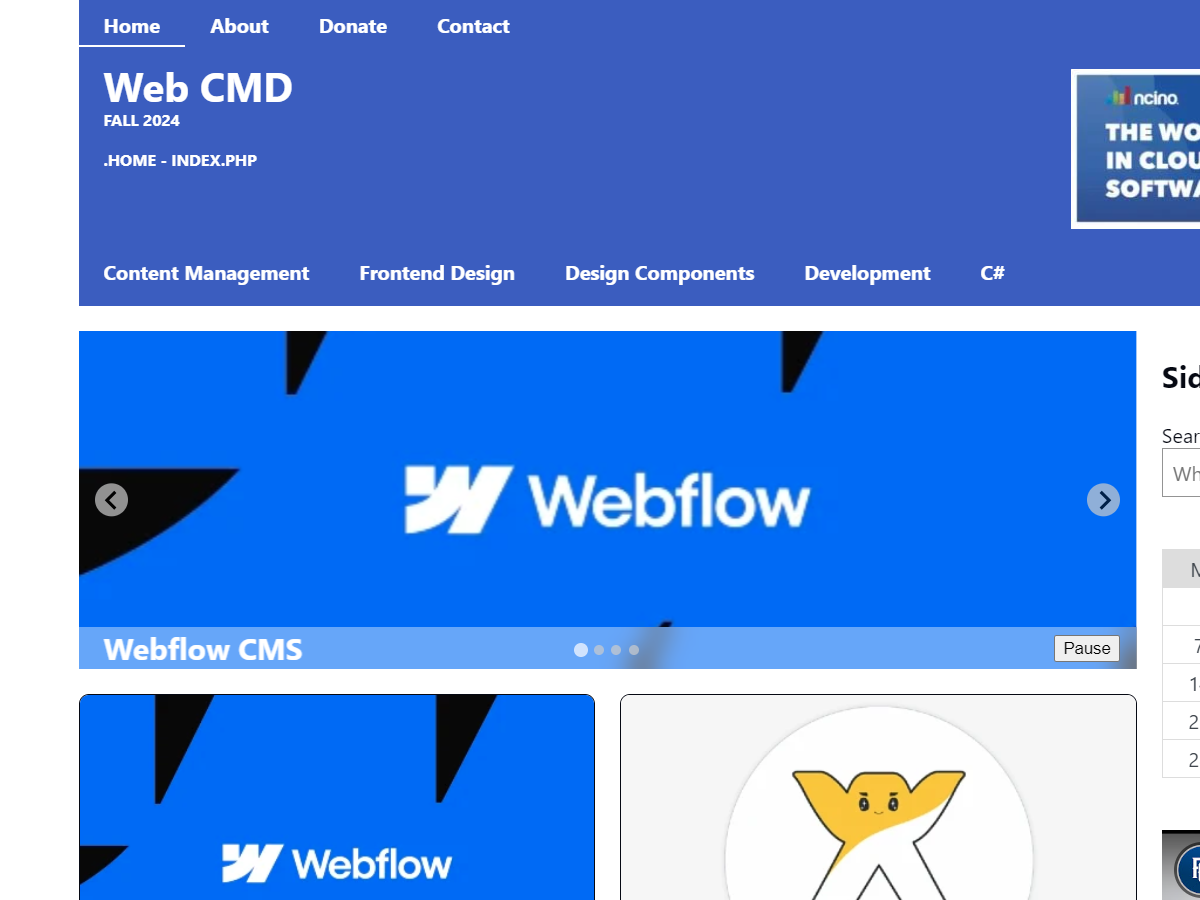 Home About Donate Contact
Web CMD
FALL 2024
.HOME - INDEX.PHP
ncino.
THE WO
IN CLOU
SOFTWA
Content Management Frontend Design Design Components Development C#
Webflow
Webflow CMS
Pause
Webflow
Sid
Sear
Wh
M
7
1
2
2